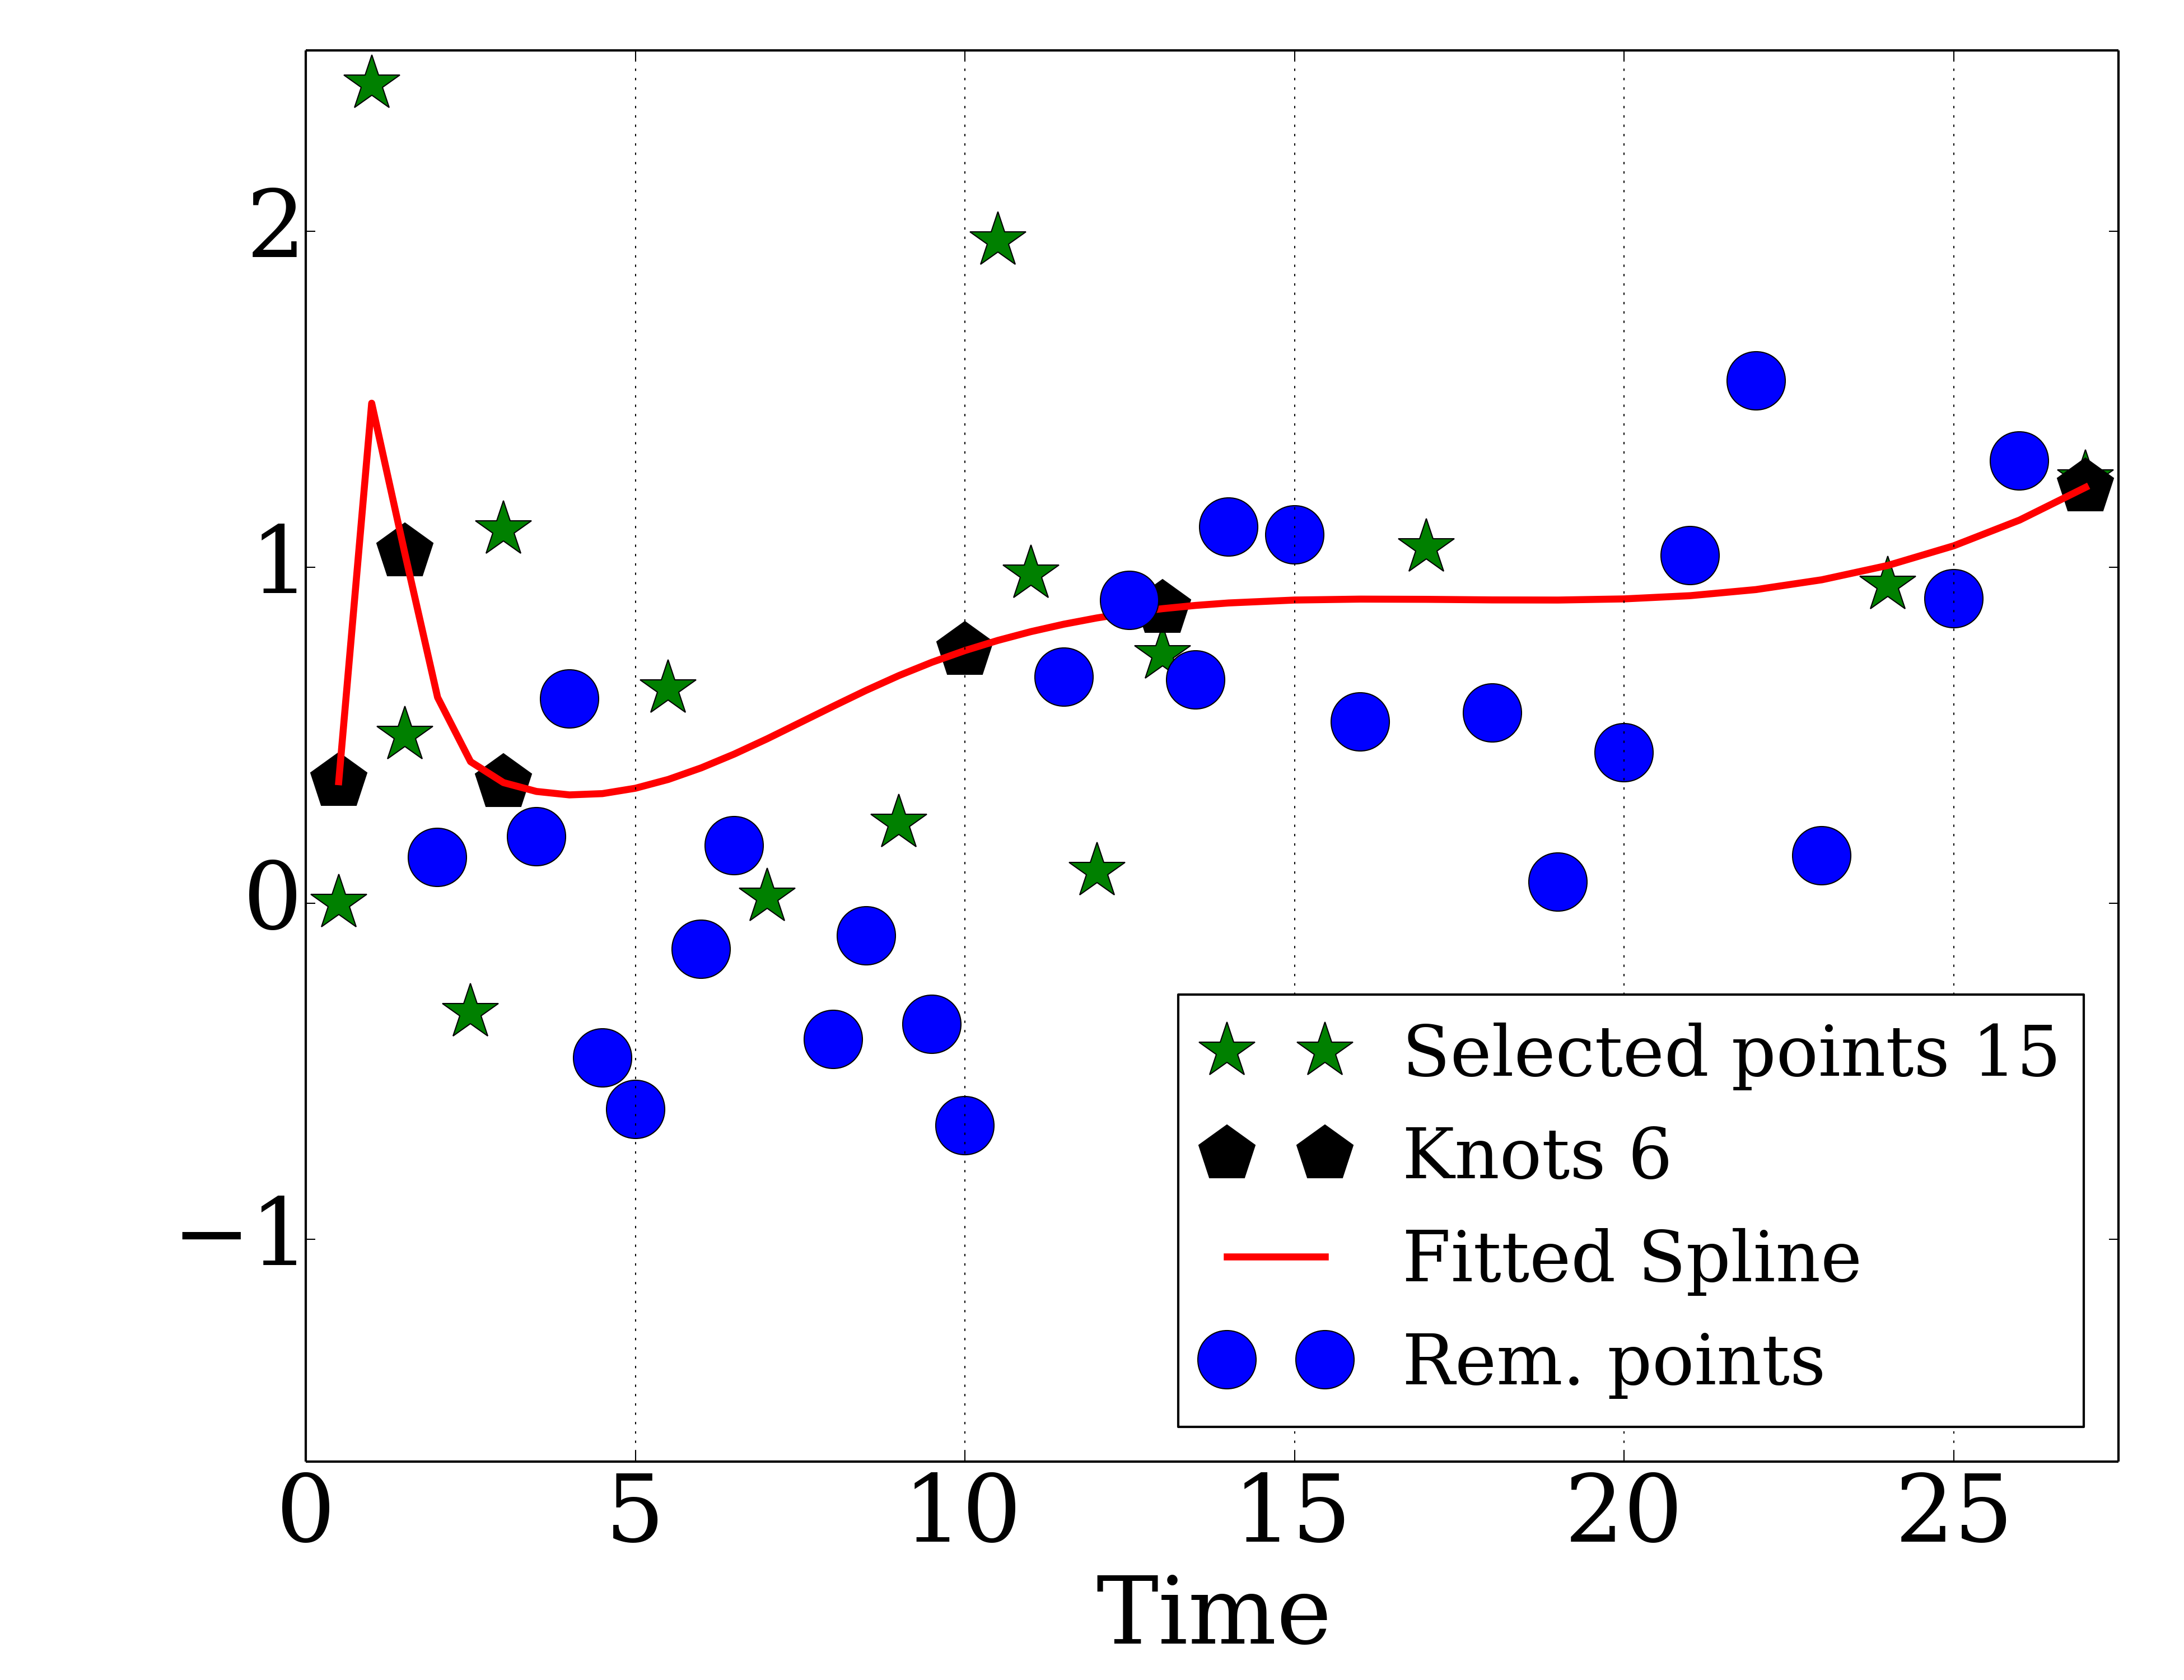 2
1
0
−1
Selected points 15
Knots 6
Fitted Spline
Rem. points
0 5 10 15 20 25
Time